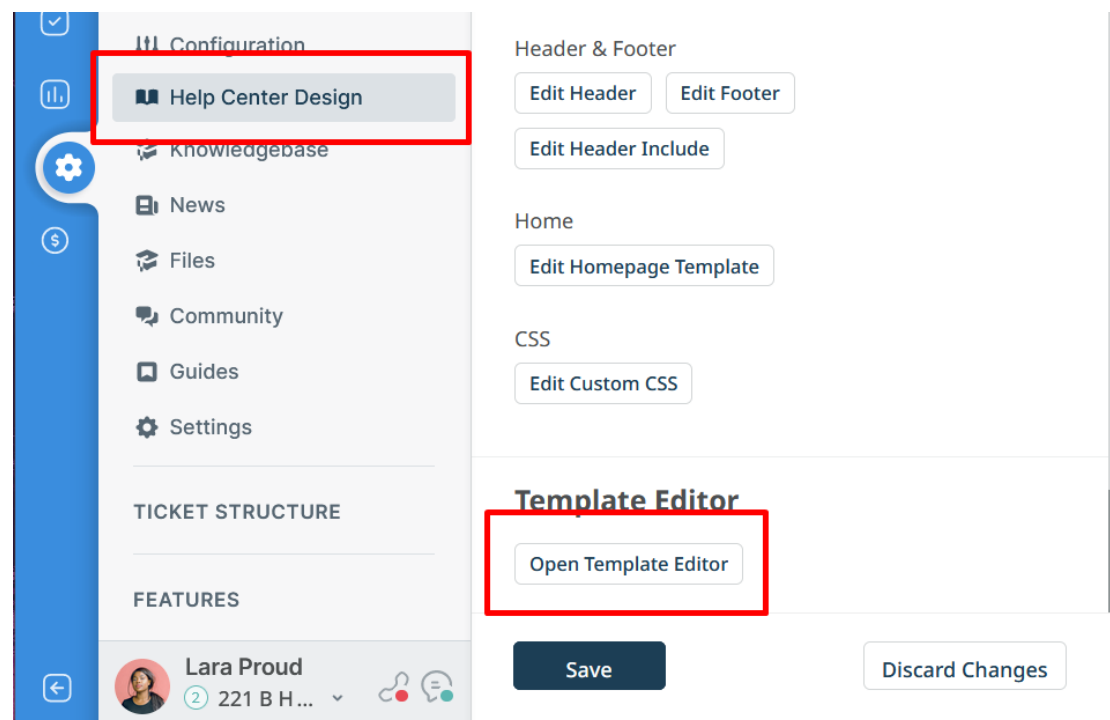 Configuration
Help Center Design
Knowledgebase
News
Files
Community
Guides
Settings
TICKET STRUCTURE
FEATURES
Lara Proud
2 221 B H...
Header & Footer
Edit Header Edit Footer
Edit Header Include
Home
Edit Homepage Template
CSS
Edit Custom CSS
Template Editor
Open Template Editor
Save Discard Changes